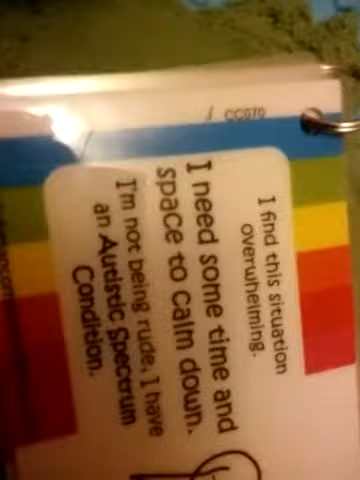 CC070
I find this situation
overwhelming.
I need some time and
space to calm down.
I'm not being rude, I have
an Autistic Spectrum
Condition.